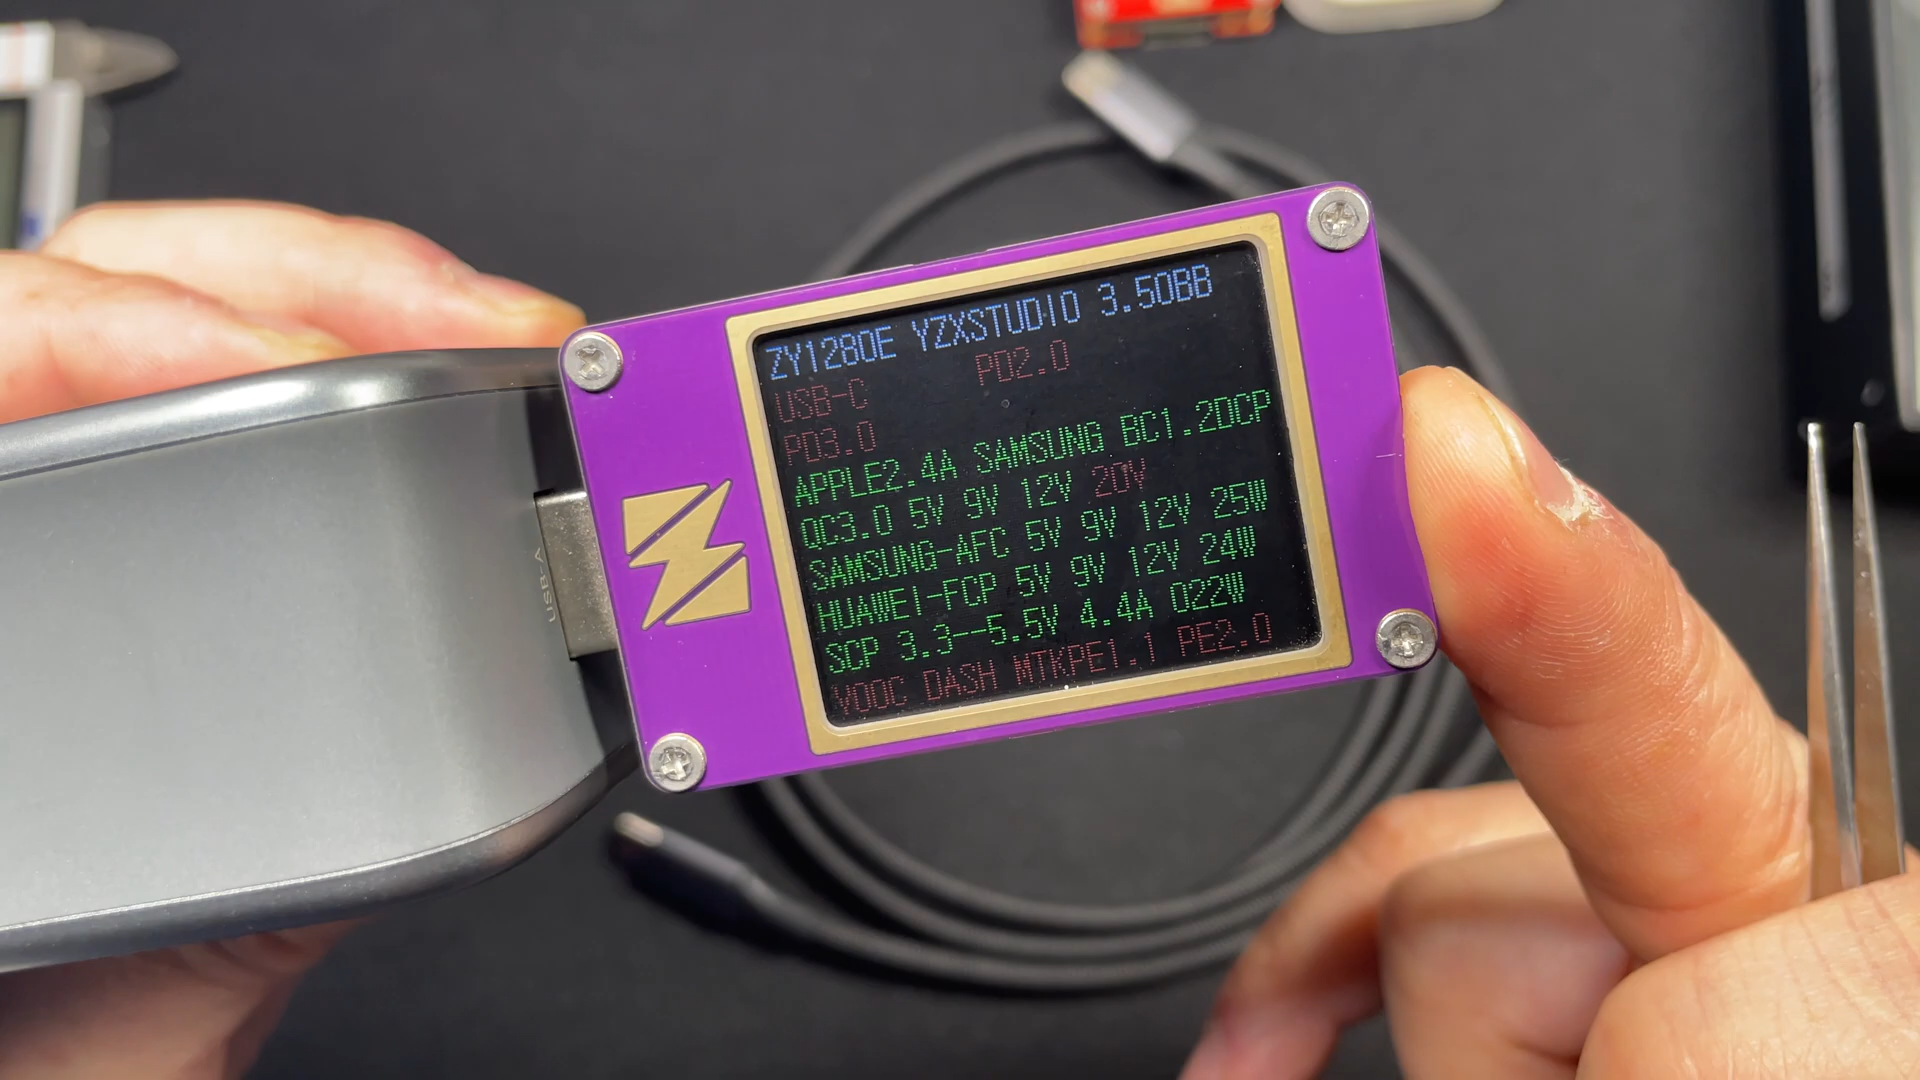 ZY1280E YZXSTUDIO 3.50BB
USB-C PD2.0
PD3.0
APPLE2.4A SAMSUNG BC1.2DCP
QC3.0 5V 9V 12V 20V
SAMSUNG-AFC 5V 9V 12V 25W
HUAWEI-FCP 5V 9V 12V 24W
SCP 3.3--5.5V 4.4A 022W
VOOC DASH MTKPE1.1 PE2.0
USB-A